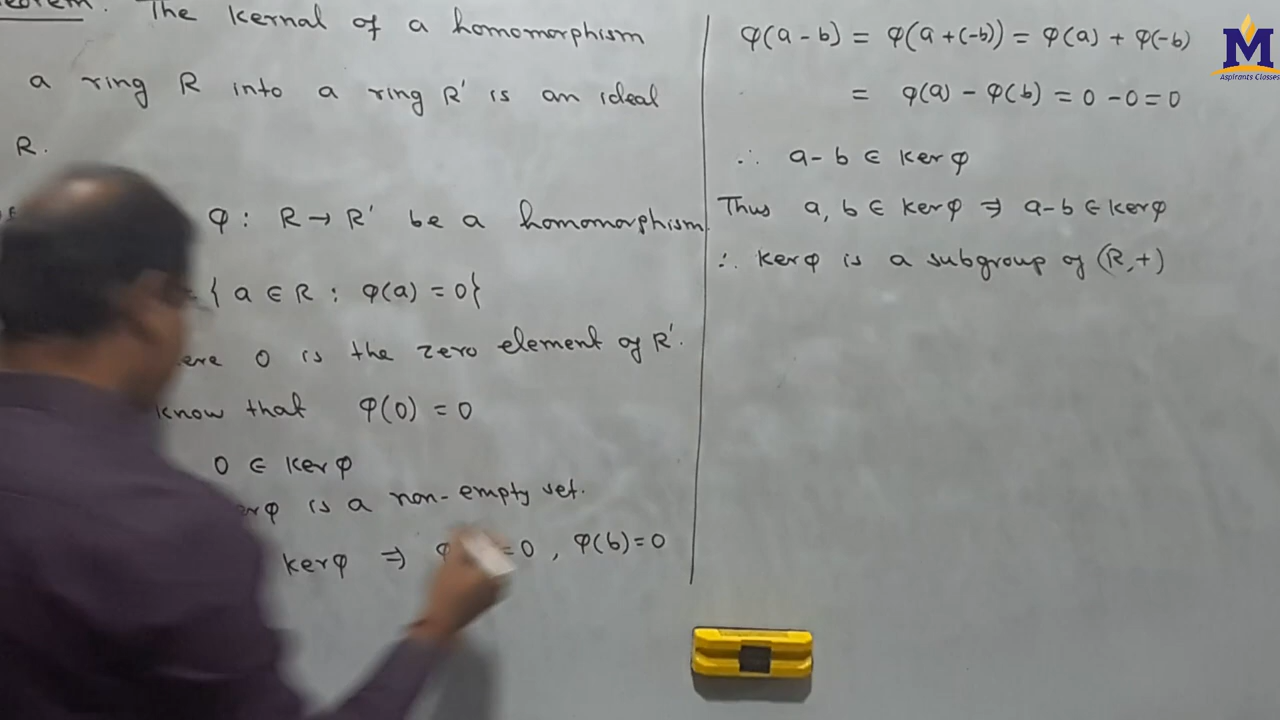 The kernal of a homomorphism
a ring R into a ring R' is an ideal
R.
φ : R → R' be a homomorphism
{ a ∈ R : φ(a) = 0}
0 is the zero element of R'.
know that φ(0) = 0
0 ∈ kerφ
is a non-empty set.
kerφ ⇒ =0 , φ(b)=0
φ(a - b) = φ(a +(-b)) = φ(a) + φ(-b)
= φ(a) - φ(b) = 0 - 0 = 0
∴ a - b ∈ kerφ
Thus a, b ∈ kerφ ⇒ a-b ∈ kerφ
∴ kerφ is a subgroup of (R,+)
M
Aspirants Classes